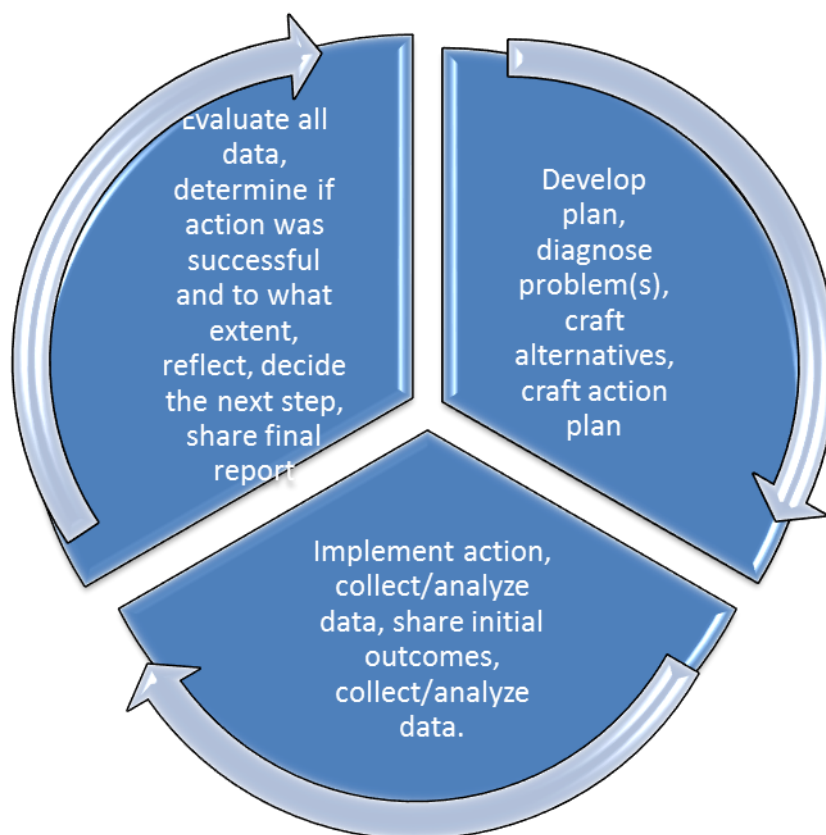 Develop
plan,
diagnose
problem(s),
craft
alternatives,
craft action
plan
Implement action,
collect/analyze
data, share initial
outcomes,
collect/analyze
data.
Evaluate all
data,
determine if
action was
successful
and to what
extent,
reflect, decide
the next step,
share final
report